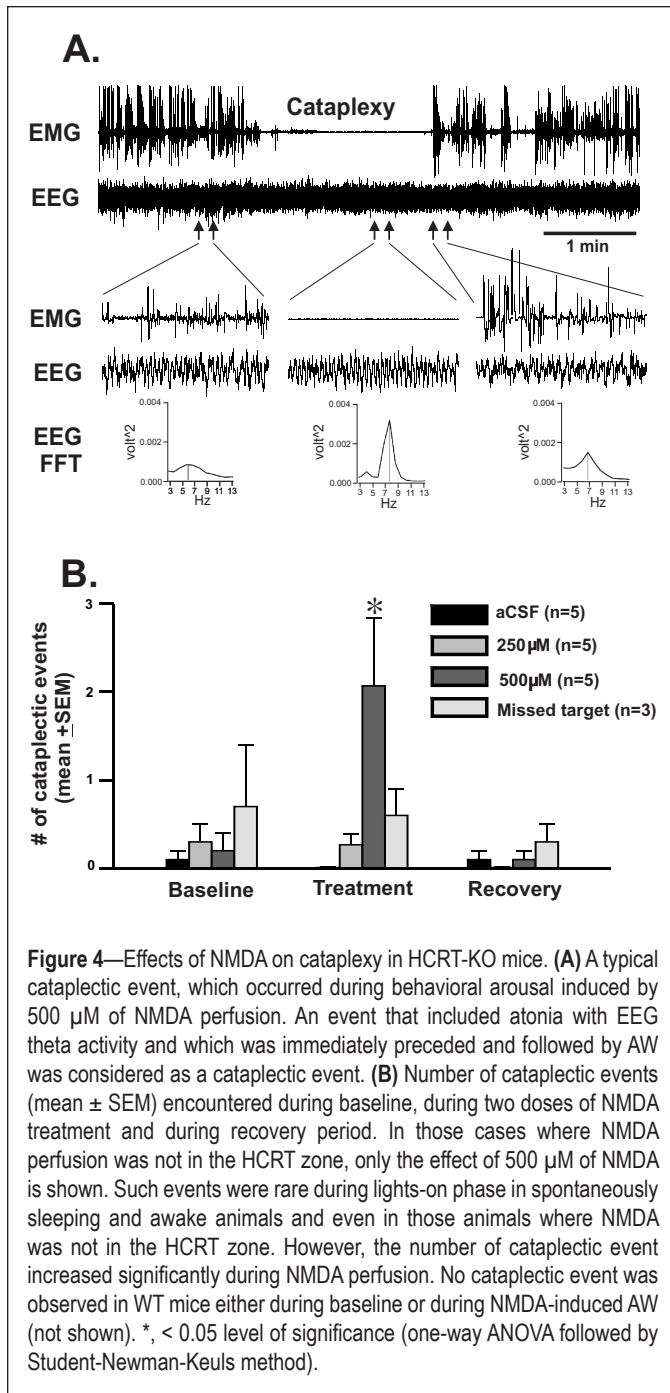 A.
Cataplexy
EMG
EEG
1 min
EMG
EEG
EEG
FFT
volt^2
0.004
0.002
0.000
3 5 7 9 11 13
Hz
volt^2
0.004
0.002
0.000
3 5 7 9 11 13
Hz
volt^2
0.004
0.002
0.000
3 5 7 9 11 13
Hz
B.
# of cataplectic events
(mean ±SEM)
3
2
1
0
*
aCSF (n=5)
250µM (n=5)
500µM (n=5)
Missed target (n=3)
Baseline
Treatment
Recovery
Figure 4—Effects of NMDA on cataplexy in HCRT-KO mice. (A) A typical
cataplectic event, which occurred during behavioral arousal induced by
500 µM of NMDA perfusion. An event that included atonia with EEG
theta activity and which was immediately preceded and followed by AW
was considered as a cataplectic event. (B) Number of cataplectic events
(mean ± SEM) encountered during baseline, during two doses of NMDA
treatment and during recovery period. In those cases where NMDA
perfusion was not in the HCRT zone, only the effect of 500 µM of NMDA
is shown. Such events were rare during lights-on phase in spontaneously
sleeping and awake animals and even in those animals where NMDA
was not in the HCRT zone. However, the number of cataplectic event
increased significantly during NMDA perfusion. No cataplectic event was
observed in WT mice either during baseline or during NMDA-induced AW
(not shown). *, < 0.05 level of significance (one-way ANOVA followed by
Student-Newman-Keuls method).